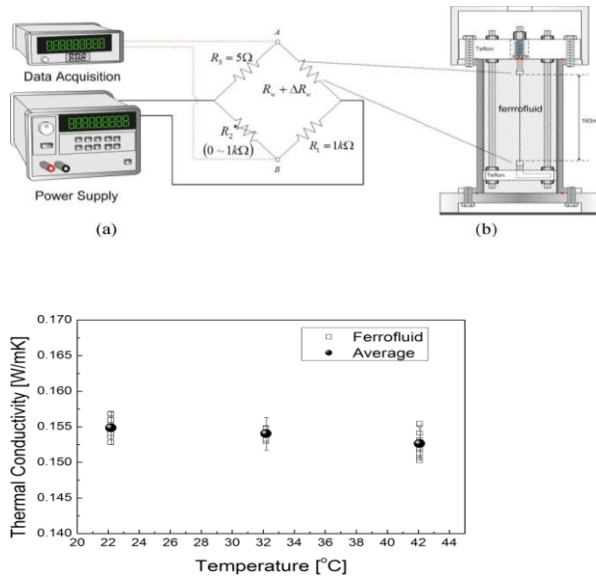 A
Teflon
R₃ = 5Ω
Data Acquisition
R_w + ΔR_w
ferrrofluid
R₂
(0 ~ 1kΩ)
R₁ = 1kΩ
B
Power Supply
Teflon
(a)
(b)
0.170
Ferrofluid
Average
0.165
0.160
0.155
0.150
0.145
0.140
20 22 24 26 28 30 32 34 36 38 40 42 44
Thermal Conductivity [W/mK]
Temperature [°C]